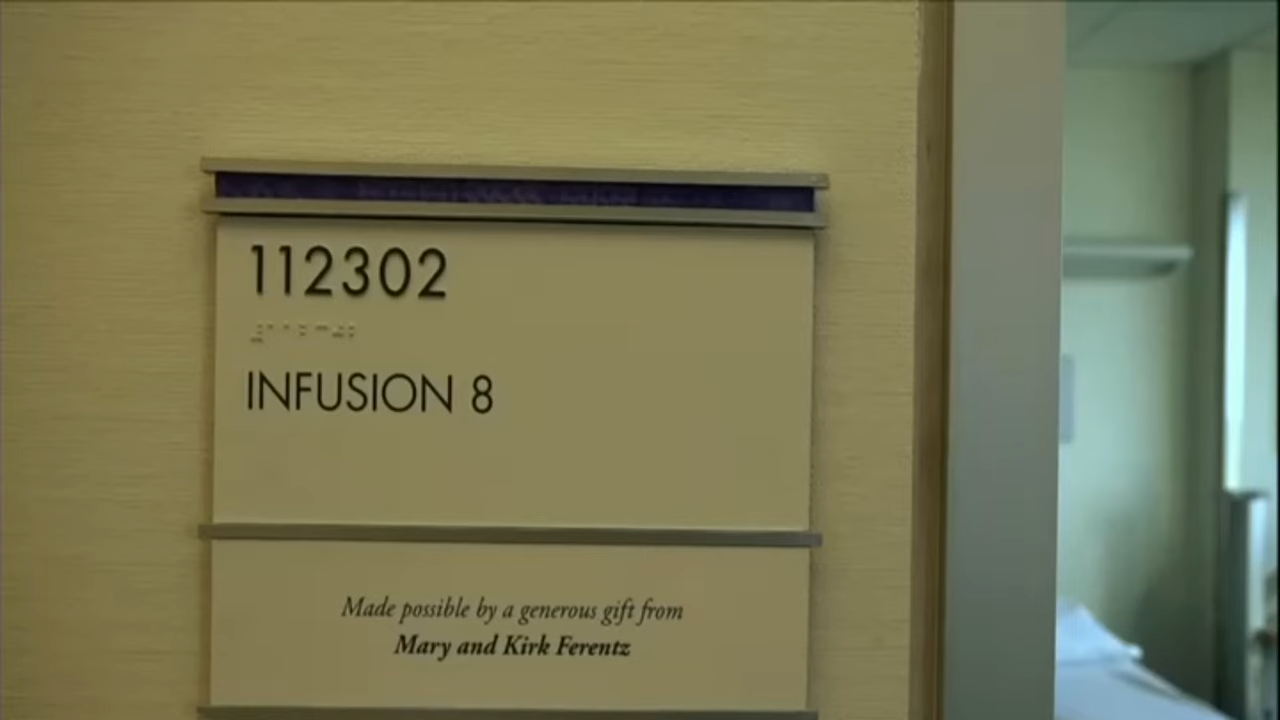 112302
INFUSION 8
Made possible by a generous gift from
Mary and Kirk Ferentz